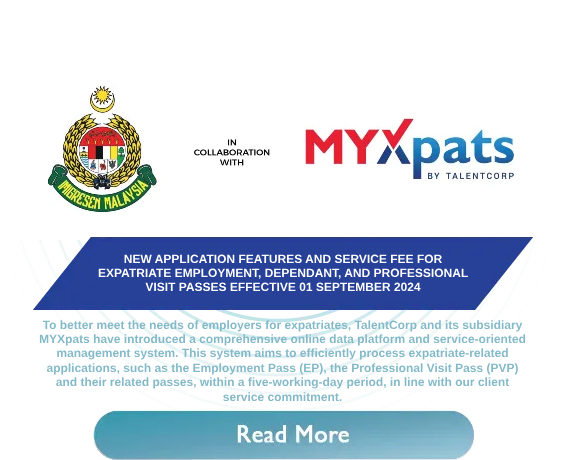 IN
COLLABORATION
WITH
MYXpats
BY TALENTCORP
IMIGRESEN MALAYSIA
NEW APPLICATION FEATURES AND SERVICE FEE FOR
EXPATRIATE EMPLOYMENT, DEPENDANT, AND PROFESSIONAL
VISIT PASSES EFFECTIVE 01 SEPTEMBER 2024
To better meet the needs of employers for expatriates, TalentCorp and its subsidiary
MYXpats have introduced a comprehensive online data platform and service-oriented
management system. This system aims to efficiently process expatriate-related
applications, such as the Employment Pass (EP), the Professional Visit Pass (PVP)
and their related passes, within a five-working-day period, in line with our client
service commitment.
Read More